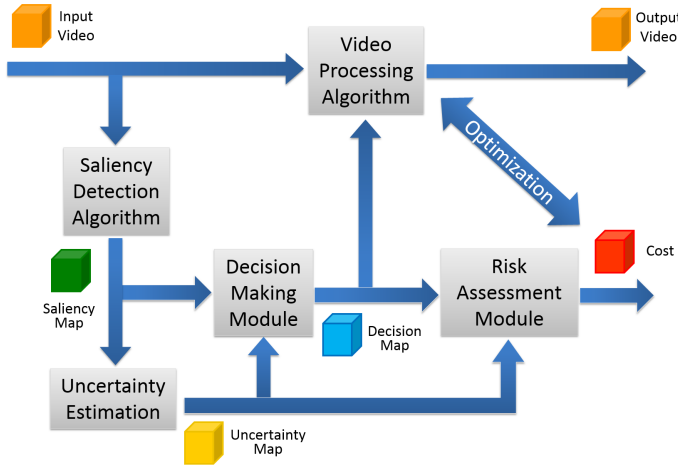 Input
Video
Video
Processing
Algorithm
Output
Video
Optimization
Saliency
Detection
Algorithm
Saliency
Map
Decision
Making
Module
Decision
Map
Risk
Assessment
Module
Cost
Uncertainty
Estimation
Uncertainty
Map